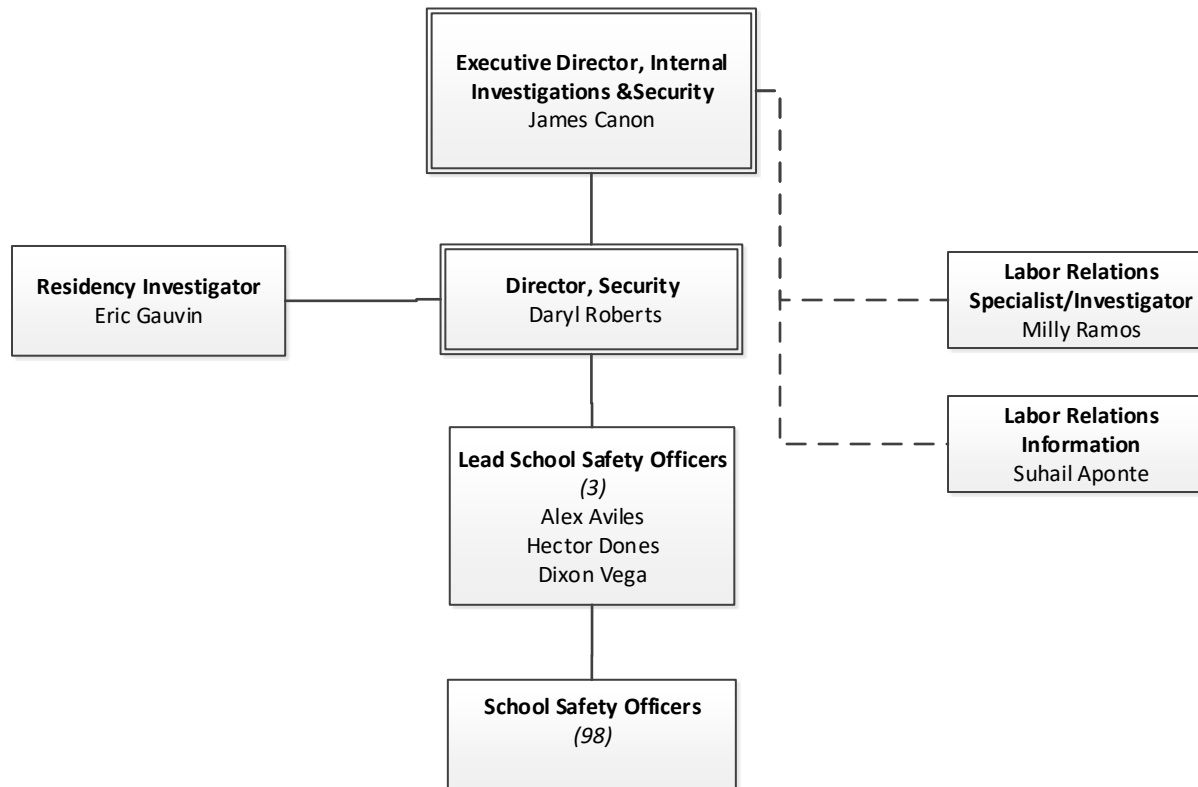 Executive Director, Internal
Investigations &Security
James Canon
Residency Investigator
Eric Gauvin
Director, Security
Daryl Roberts
Labor Relations
Specialist/Investigator
Milly Ramos
Labor Relations
Information
Suhail Aponte
Lead School Safety Officers
(3)
Alex Aviles
Hector Dones
Dixon Vega
School Safety Officers
(98)